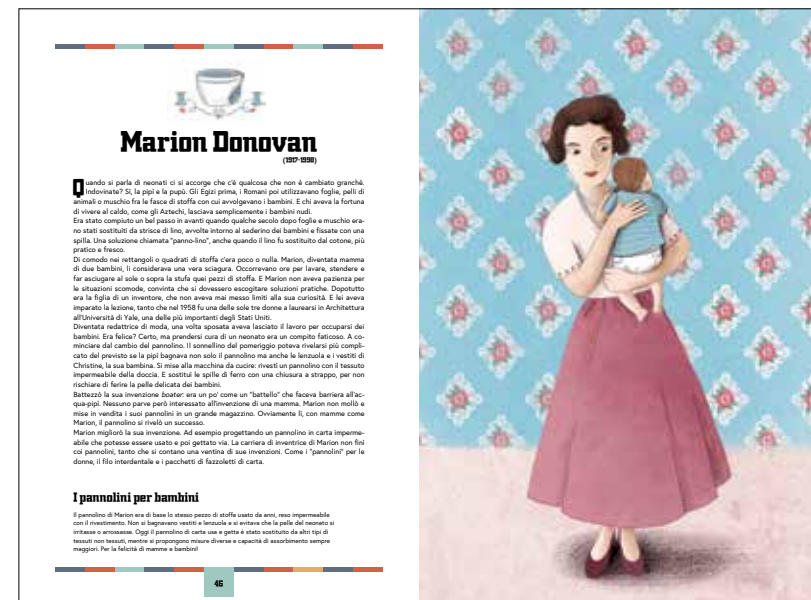 Marion Donovan
(1917-1998)
Quando si parla di neonati ci si accorge che c'è qualcosa che non è cambiato granché.
Indovinate? Sì, la pipì e la pupù. Gli Egizi prima, i Romani poi utilizzavano foglie, pelli di
animali o muschio fra le fasce di stoffa con cui avvolgevano i bambini. E chi aveva la fortuna
di vivere al caldo, come gli Aztechi, lasciava semplicemente i bambini nudi.
Era stato compiuto un bel passo in avanti quando qualche secolo dopo foglie e muschio era-
no stati sostituiti da strisce di lino, avvolte intorno al sederino dei bambini e fissate con una
spilla. Una soluzione chiamata "panno-lino", anche quando il lino fu sostituito dal cotone, più
pratico e fresco.
Di comodo nei rettangoli o quadrati di stoffa c'era poco o nulla. Marion, diventata mamma
di due bambini, li considerava una vera sciagura. Occorrevano ore per lavare, stendere e
far asciugare al sole o sopra la stufa quei pezzi di stoffa. E Marion non aveva pazienza per
le situazioni scomode, convinta che si dovessero escogitare soluzioni pratiche. Dopotutto
era la figlia di un inventore, che non aveva mai messo limiti alla sua curiosità. E lei aveva
imparato la lezione, tanto che nel 1958 fu una delle sole tre donne a laurearsi in Architettura
all'Università di Yale, una delle più importanti degli Stati Uniti.
Diventata redattrice di moda, una volta sposata aveva lasciato il lavoro per occuparsi dei
bambini. Era felice? Certo, ma prendersi cura di un neonato era un compito faticoso. A co-
minciare dal cambio del pannolino. Il sonnellino del pomeriggio poteva rivelarsi più compli-
cato del previsto se la pipì bagnava non solo il pannolino ma anche le lenzuola e i vestiti di
Christine, la sua bambina. Si mise alla macchina da cucire: rivestì un pannolino con il tessuto
impermeabile della doccia. E sostituì le spille di ferro con una chiusura a strappo, per non
rischiare di ferire la pelle delicata dei bambini.
Battezzò la sua invenzione boater: era un po' come un "battello" che faceva barriera all'ac-
qua-pipì. Nessuno parve però interessato all'invenzione di una mamma. Marion non mollò e
mise in vendita i suoi pannolini in un grande magazzino. Ovviamente lì, con mamme come
Marion, il pannolino si rivelò un successo.
Marion migliorò la sua invenzione. Ad esempio progettando un pannolino in carta imperme-
abile che potesse essere usato e poi gettato via. La carriera di inventrice di Marion non finì
coi pannolini, tanto che si contano una ventina di sue invenzioni. Come i "pannolini" per le
donne, il filo interdentale e i pacchetti di fazzoletti di carta.
I pannolini per bambini
Il pannolino di Marion era di base lo stesso pezzo di stoffa usato da anni, reso impermeabile
con il rivestimento. Non si bagnavano vestiti e lenzuola e si evitava che la pelle del neonato si
irritasse o arrossasse. Oggi il pannolino di carta usa e getta è stato sostituito da altri tipi di
tessuti non tessuti, mentre si propongono misure diverse e capacità di assorbimento sempre
maggiori. Per la felicità di mamme e bambini!
46